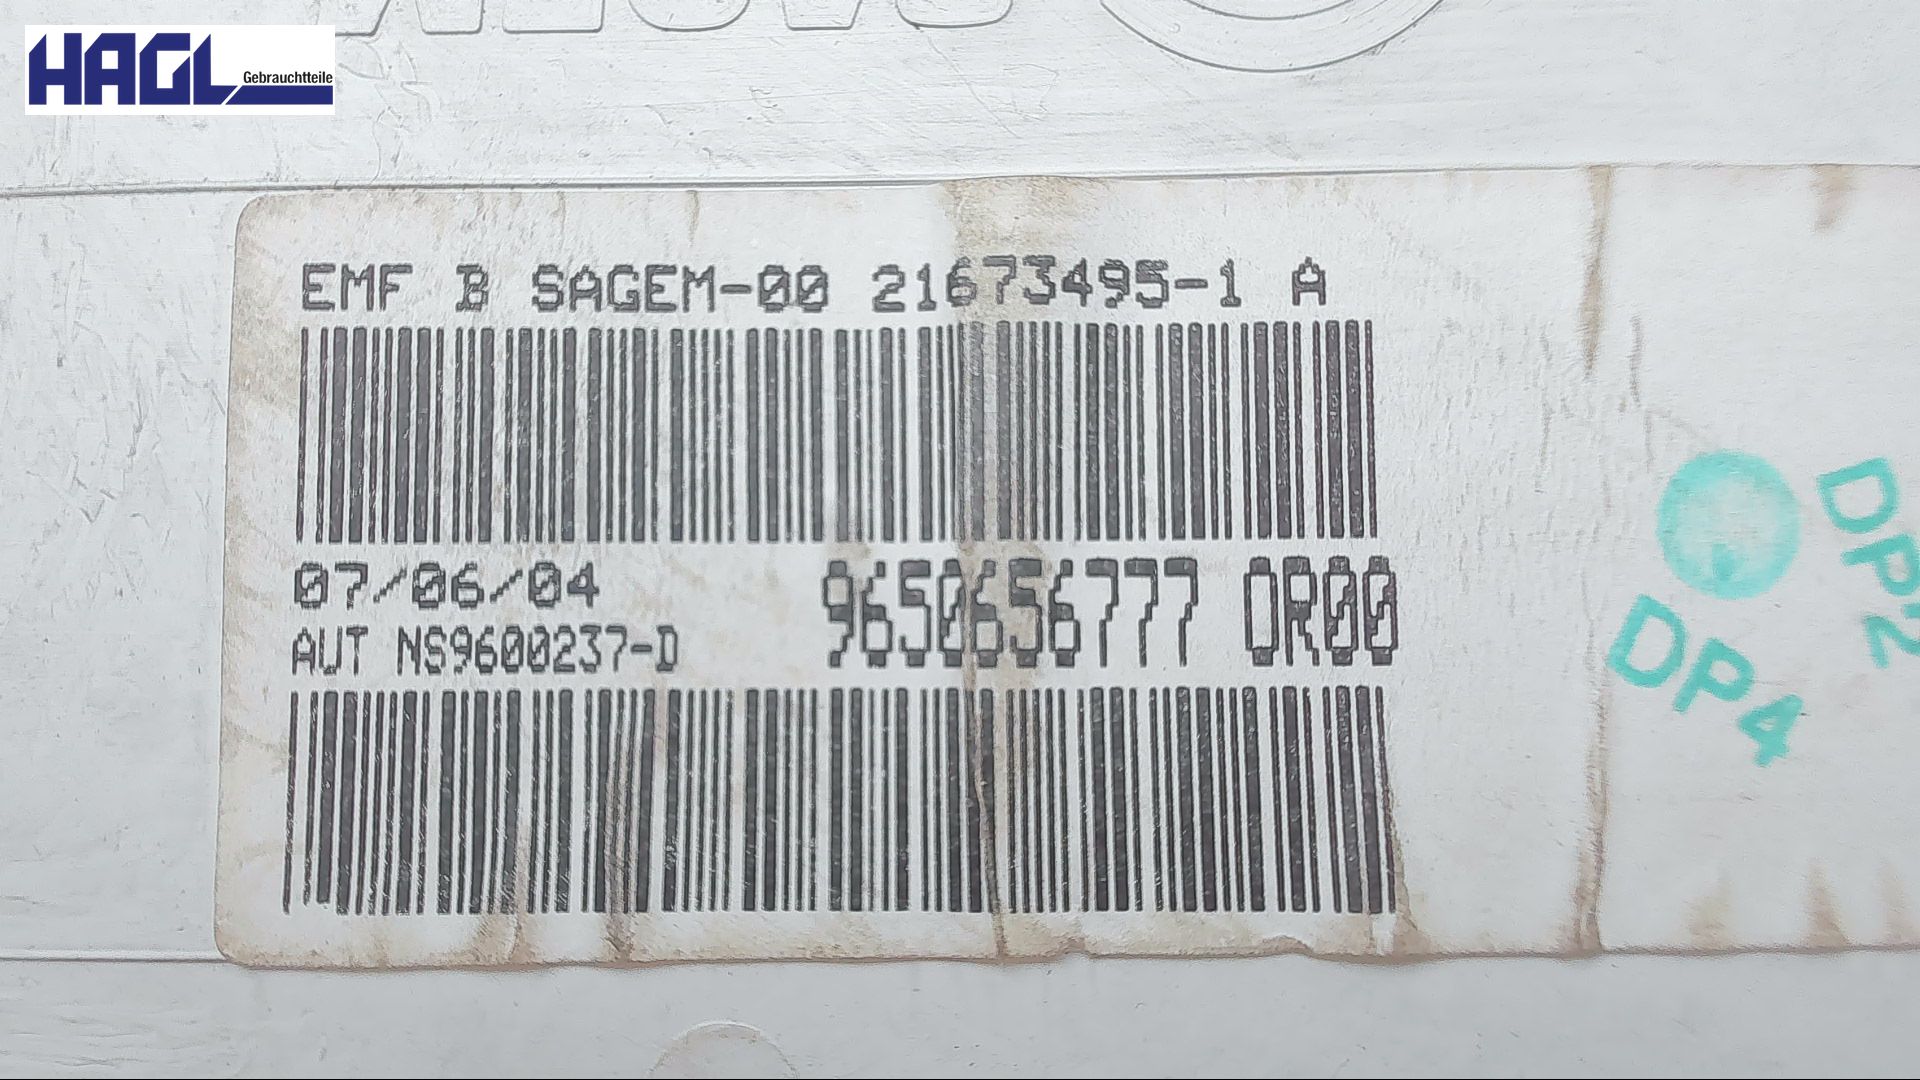 HAGL
Gebrauchtteile
EMF B SAGEM-00 21673495-1 A
07/06/04
AUT NS9600237-D
9650656777 0R00
DP2
DP4